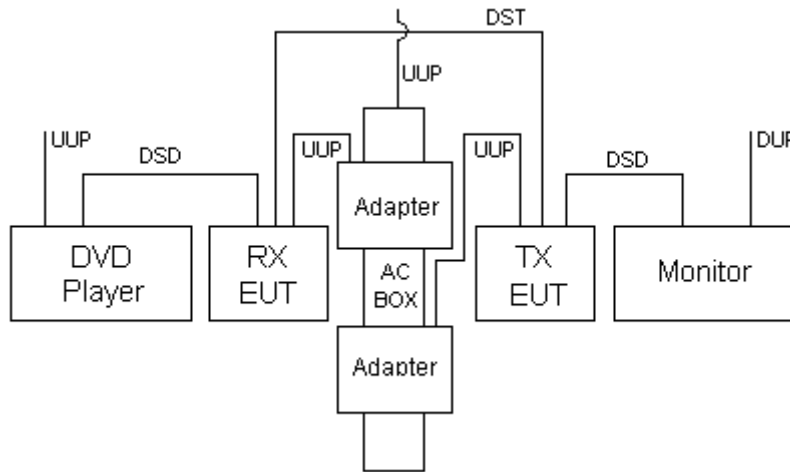 DST
UUP
UUP
DSD
UUP
UUP
DSD
DUP
Adapter
DVD
Player
RX
EUT
AC
BOX
TX
EUT
Monitor
Adapter